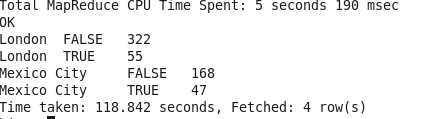 Total MapReduce CPU Time Spent: 5 seconds 190 msec
OK
London  FALSE   322
London  TRUE    55
Mexico City     FALSE   168
Mexico City     TRUE    47
Time taken: 118.842 seconds, Fetched: 4 row(s)